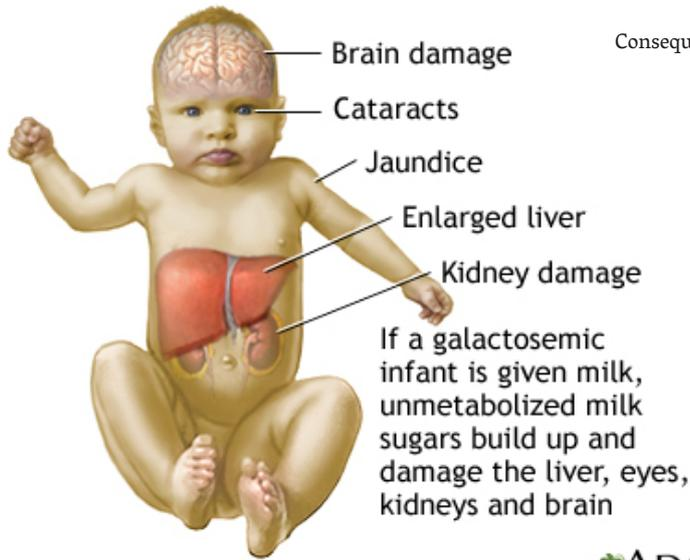 Consequ
Brain damage
Cataracts
Jaundice
Enlarged liver
Kidney damage
If a galactosemic
infant is given milk,
unmetabolized milk
sugars build up and
damage the liver, eyes,
kidneys and brain